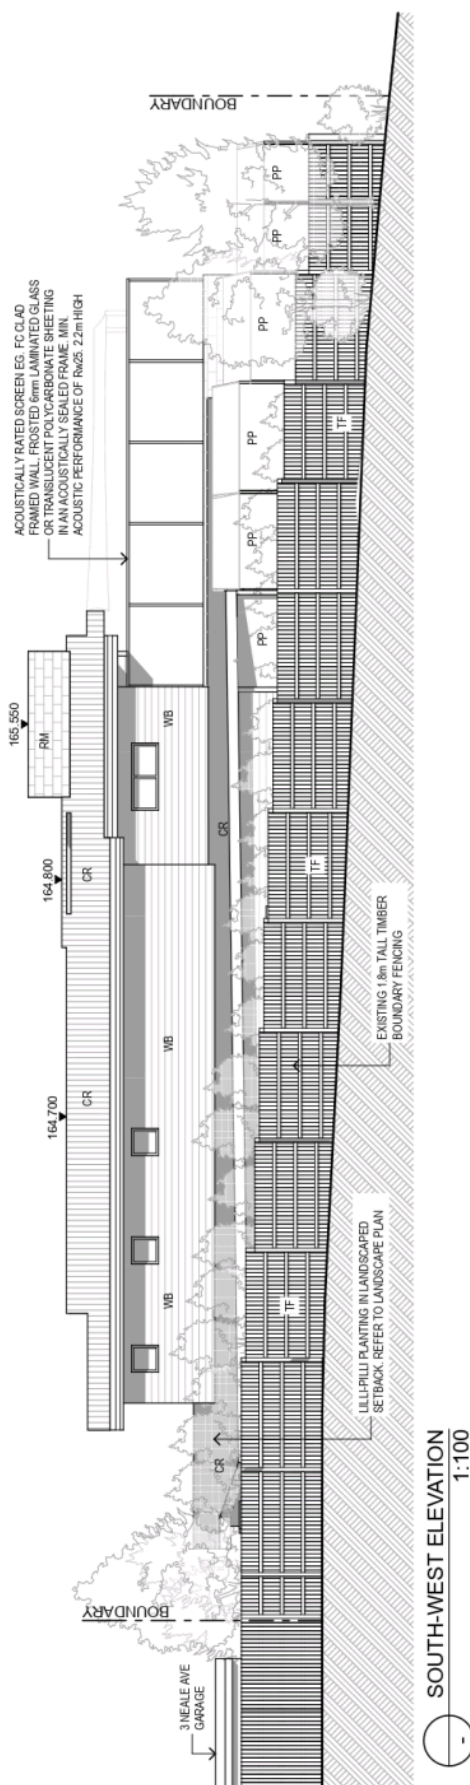 3 NEALE AVE
GARAGE
BOUNDARY
164.700
164.800
165.550
RM
CR
CR
WB
WB
WB
CR
CR
ACOUSTICALLY RATED SCREEN EG. FC CLAD
FRAMED WALL, FROSTED 6mm LAMINATED GLASS
OR TRANSLUCENT POLYCARBONATE SHEETING
IN AN ACOUSTICALLY SEALED FRAME. MIN.
ACOUSTIC PERFORMANCE OF Rw25. 2.2m HIGH
BOUNDARY
PP
PP
PP
PP
PP
PP
TF
TF
TF
LILLI-PILLI PLANTING IN LANDSCAPED
SETBACK. REFER TO LANDSCAPE PLAN
EXISTING 1.8m TALL TIMBER
BOUNDARY FENCING
-
SOUTH-WEST ELEVATION
1:100